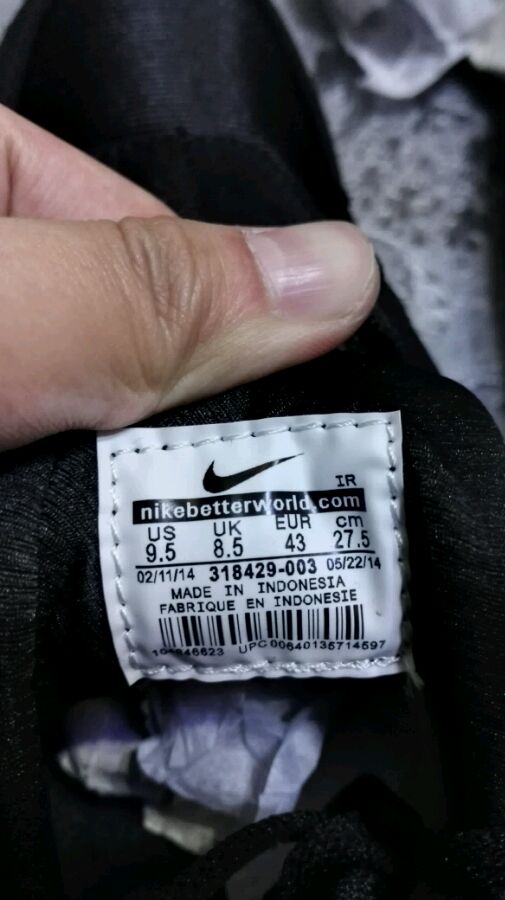 IR
nikebetterworld.com
US UK EUR cm
9.5 8.5 43 27.5
02/11/14 318429-003 05/22/14
MADE IN INDONESIA
FABRIQUE EN INDONESIE
UPC00640135714597